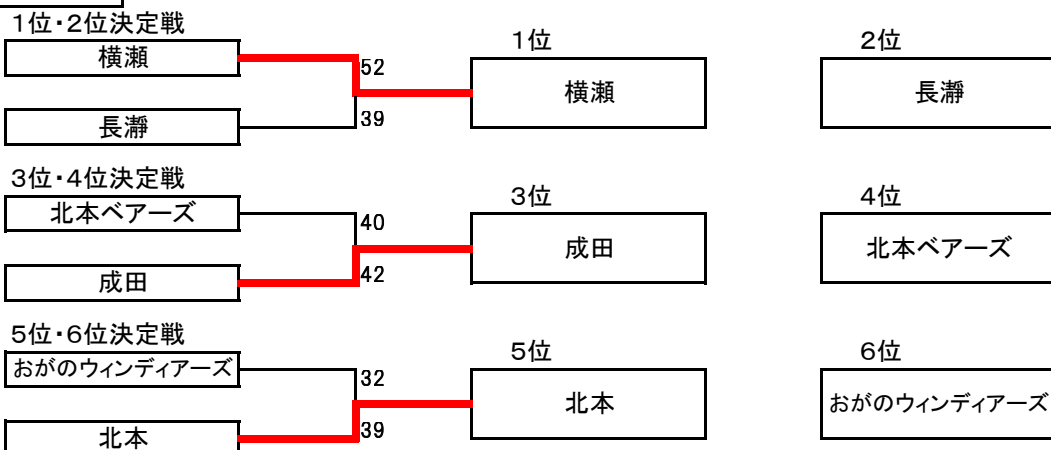 1位・2位決定戦
横瀬
52
長瀞
39
1位
横瀬
2位
長瀞
3位・4位決定戦
北本ベアーズ
40
成田
42
3位
成田
4位
北本ベアーズ
5位・6位決定戦
おがのウィンディアーズ
32
北本
39
5位
北本
6位
おがのウィンディアーズ